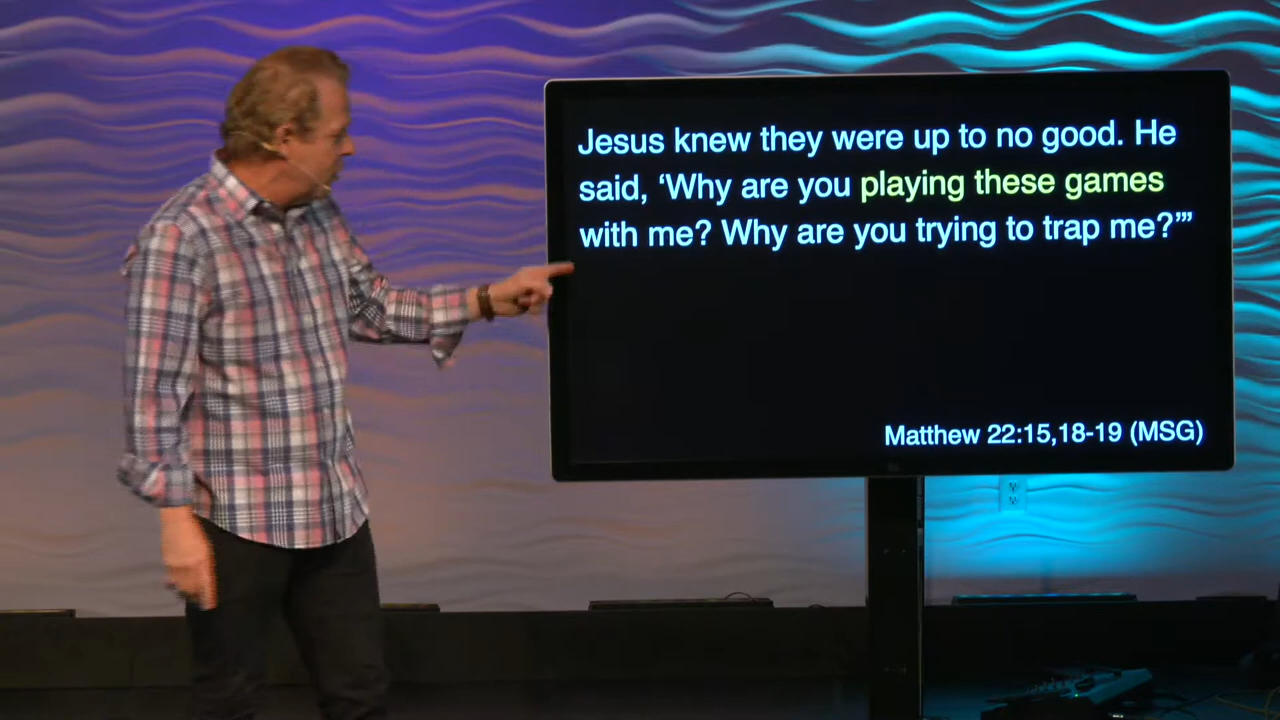 Jesus knew they were up to no good. He
said, ‘Why are you playing these games
with me? Why are you trying to trap me?’”
Matthew 22:15,18-19 (MSG)